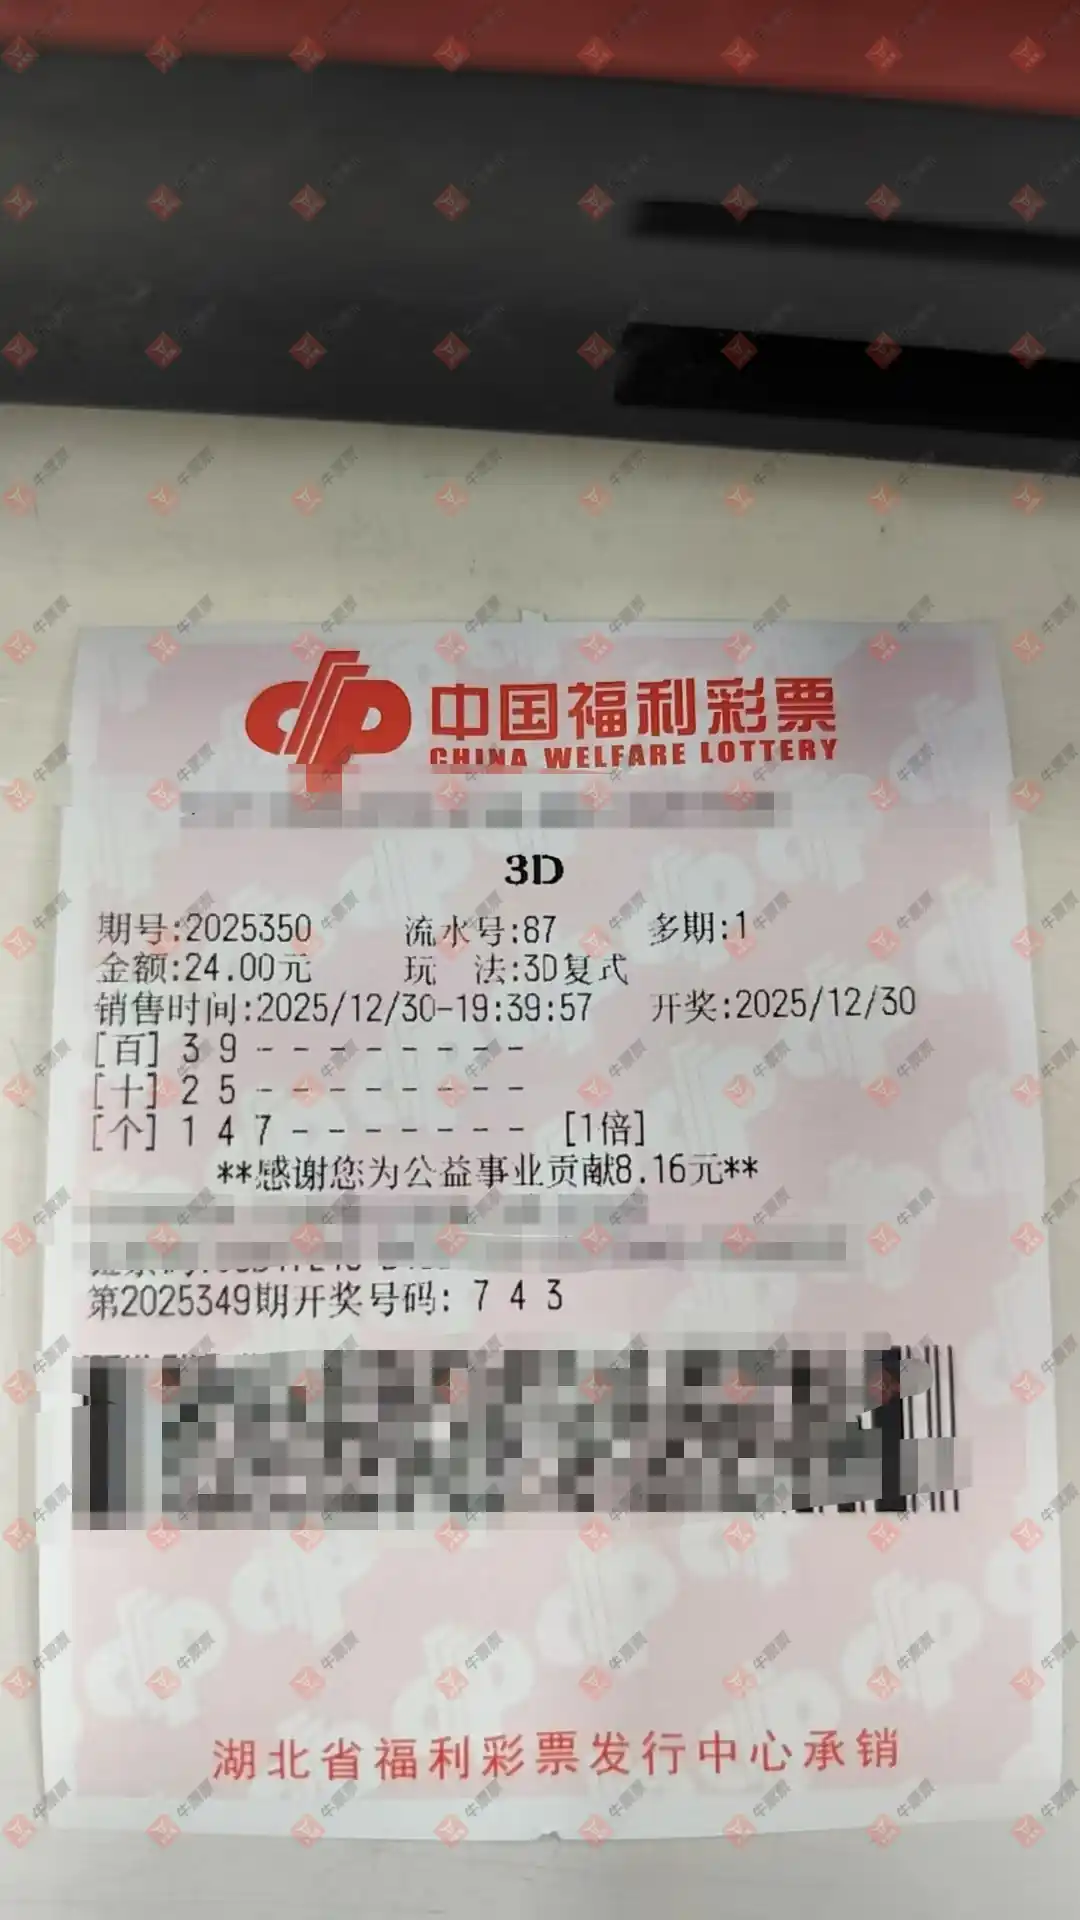 中国福利彩票
CHINA WELFARE LOTTERY
3D
期号:2025350 流水号:87 多期:1
金额:24.00元 玩 法:3D复式
销售时间:2025/12/30-19:39:57 开奖:2025/12/30
[百] 3 9 - - - - - - - -
[十] 2 5 - - - - - - - -
[个] 1 4 7 - - - - - - - [1倍]
**感谢您为公益事业贡献8.16元**
第2025349期开奖号码: 7 4 3
湖北省福利彩票发行中心承销